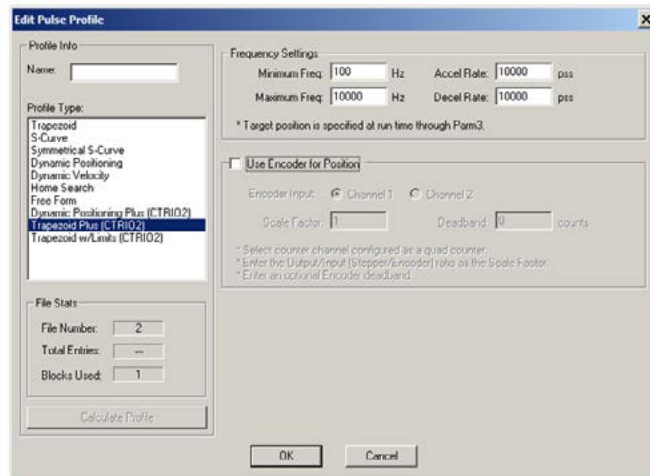 Edit Pulse Profile
Profile Info
Name:
Profile Type:
Trapezoid
S-Curve
Symmetrical S-Curve
Dynamic Positioning
Dynamic Velocity
Home Search
Free Form
Dynamic Positioning Plus (CTRIO2)
Trapezoid Plus (CTRIO2)
Trapezoid w/Limits (CTRIO2)
File Stats
File Number: 2
Total Entries: ---
Blocks Used: 1
Calculate Profile
Frequency Settings
Minimum Freq: 100 Hz Accel Rate: 10000 pss
Maximum Freq: 10000 Hz Decel Rate: 10000 pss
* Target position is specified at run time through Parm3.
Use Encoder for Position
Encoder Input: Channel 1 Channel 2
Scale Factor: 1 Deadband: 0 counts
* Select counter channel configured as a quad counter.
* Enter the Output/Input (Stepper/Encoder) ratio as the Scale Factor.
* Enter an optional Encoder deadband.
OK Cancel